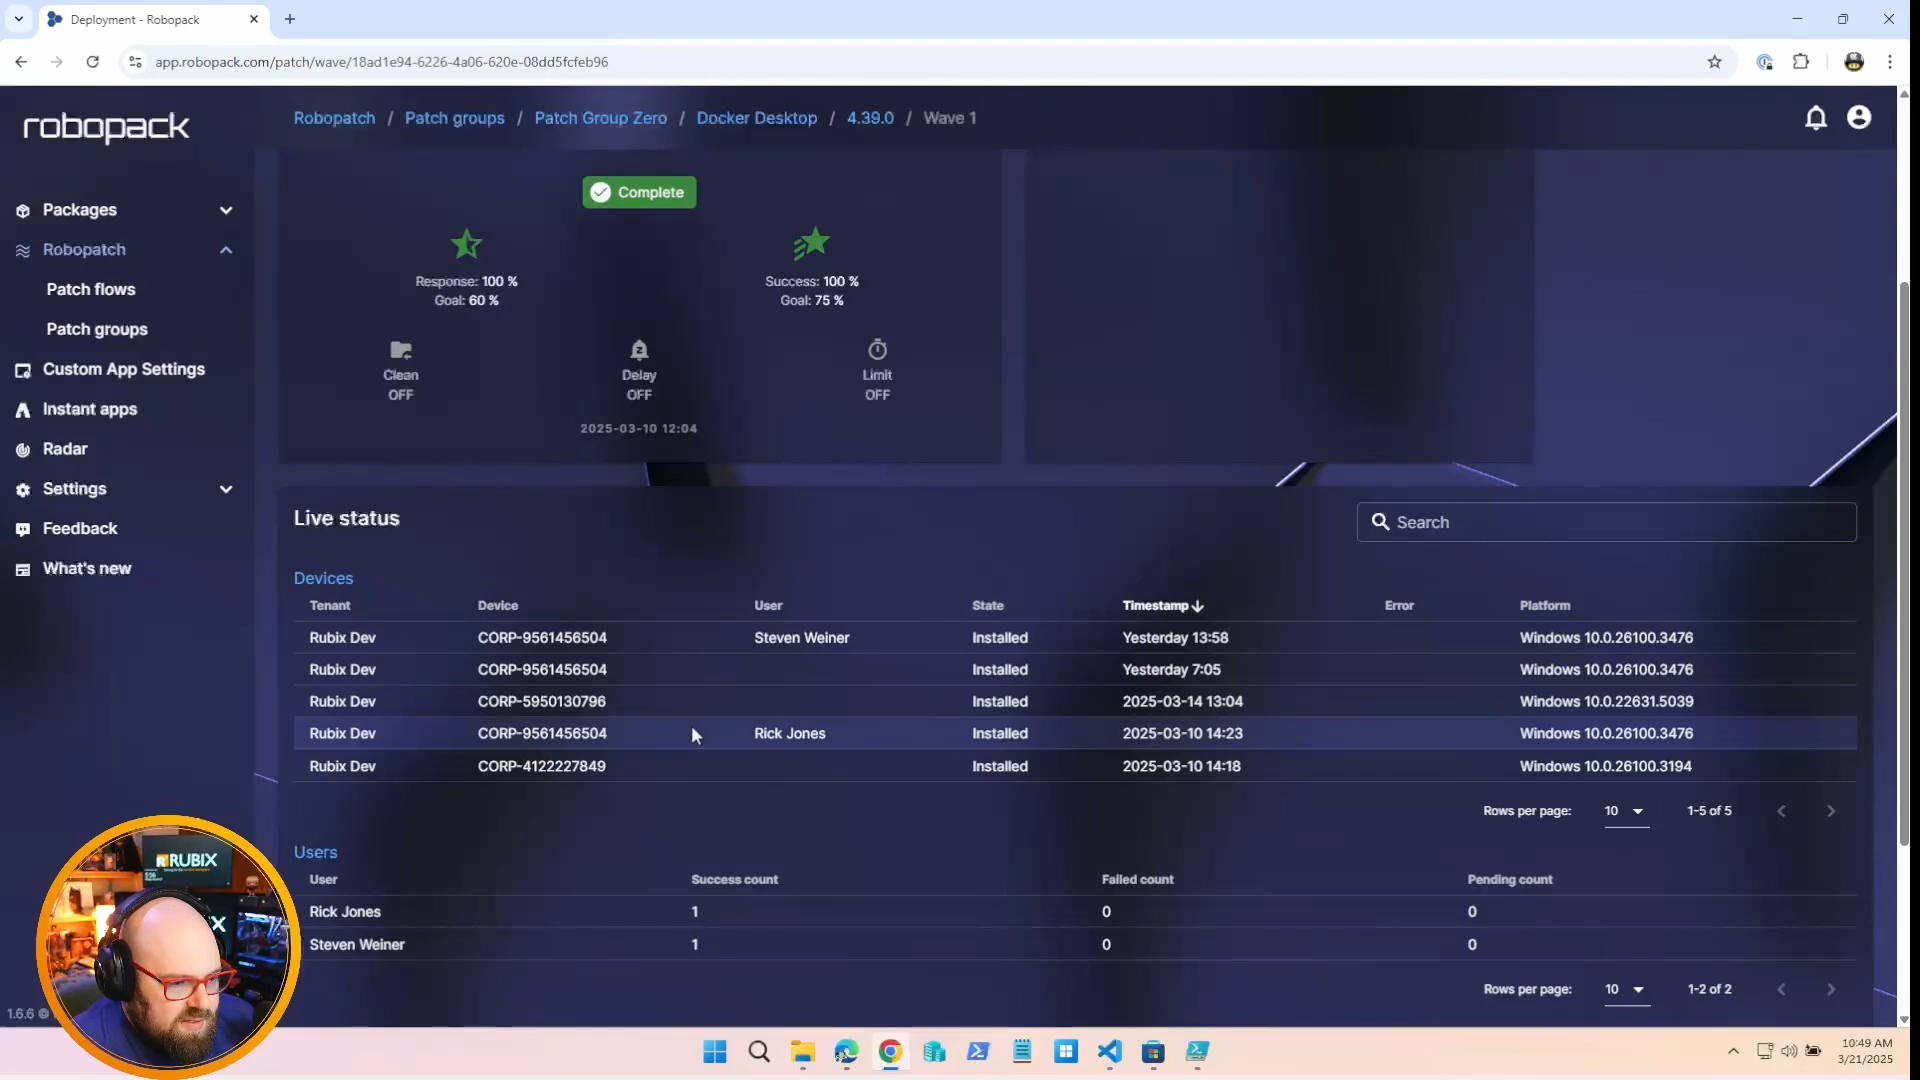 Deployment - Robopack
app.robopack.com/patch/wave/18ad1e94-6226-4a06-620e-08dd5fcfeb96
robopack
Robopatch / Patch groups / Patch Group Zero / Docker Desktop / 4.39.0 / Wave 1
Packages
Robopatch
Patch flows
Patch groups
Custom App Settings
Instant apps
Radar
Settings
Feedback
What's new
1.6.6 ©
Complete
Response: 100 %
Goal: 60 %
Success: 100 %
Goal: 75 %
Clean
OFF
Delay
OFF
Limit
OFF
2025-03-10 12:04
Live status
Search
Devices
Tenant Device User State Timestamp Error Platform
Rubix Dev CORP-9561456504 Steven Weiner Installed Yesterday 13:58 Windows 10.0.26100.3476
Rubix Dev CORP-9561456504 Installed Yesterday 7:05 Windows 10.0.26100.3476
Rubix Dev CORP-5950130796 Installed 2025-03-14 13:04 Windows 10.0.22631.5039
Rubix Dev CORP-9561456504 Rick Jones Installed 2025-03-10 14:23 Windows 10.0.26100.3476
Rubix Dev CORP-4122227849 Installed 2025-03-10 14:18 Windows 10.0.26100.3194
Rows per page: 10 1-5 of 5
Users
User Success count Failed count Pending count
Rick Jones 1 0 0
Steven Weiner 1 0 0
Rows per page: 10 1-2 of 2
RUBIX
10:49 AM
3/21/2025